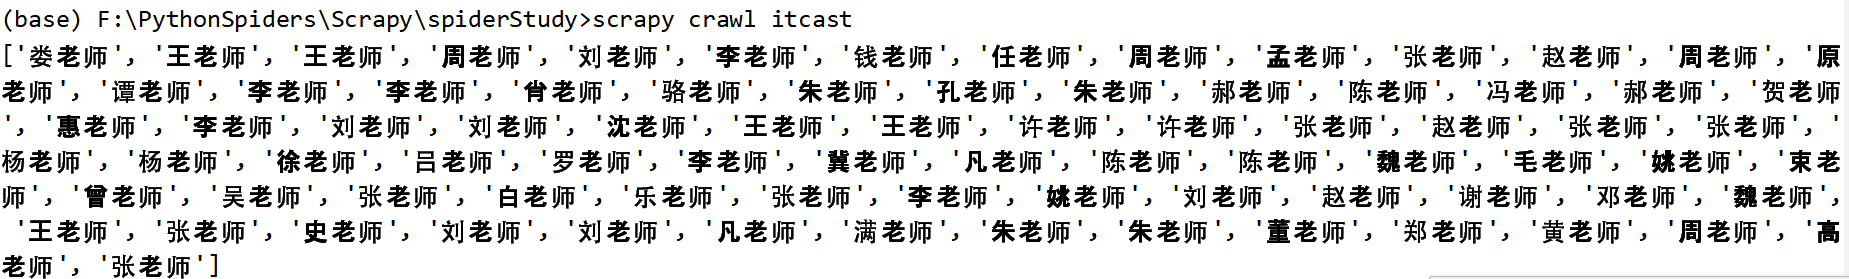 (base) F:\PythonSpiders\Scrapy\spiderStudy>scrapy crawl itcast
['娄老师', '王老师', '王老师', '周老师', '刘老师', '李老师', '钱老师', '任老师', '周老师', '孟老师', '张老师', '赵老师', '周老师', '原
老师', '谭老师', '李老师', '李老师', '肖老师', '骆老师', '朱老师', '孔老师', '朱老师', '郝老师', '陈老师', '冯老师', '郝老师', '贺老师
', '惠老师', '李老师', '刘老师', '刘老师', '沈老师', '王老师', '王老师', '许老师', '许老师', '张老师', '赵老师', '张老师', '张老师', '
杨老师', '杨老师', '徐老师', '吕老师', '罗老师', '李老师', '冀老师', '凡老师', '陈老师', '陈老师', '魏老师', '毛老师', '姚老师', '束老
师', '曾老师', '吴老师', '张老师', '白老师', '乐老师', '张老师', '李老师', '姚老师', '刘老师', '赵老师', '谢老师', '邓老师', '魏老师',
'王老师', '张老师', '史老师', '刘老师', '刘老师', '凡老师', '满老师', '朱老师', '朱老师', '董老师', '郑老师', '黄老师', '周老师', '高
老师', '张老师']